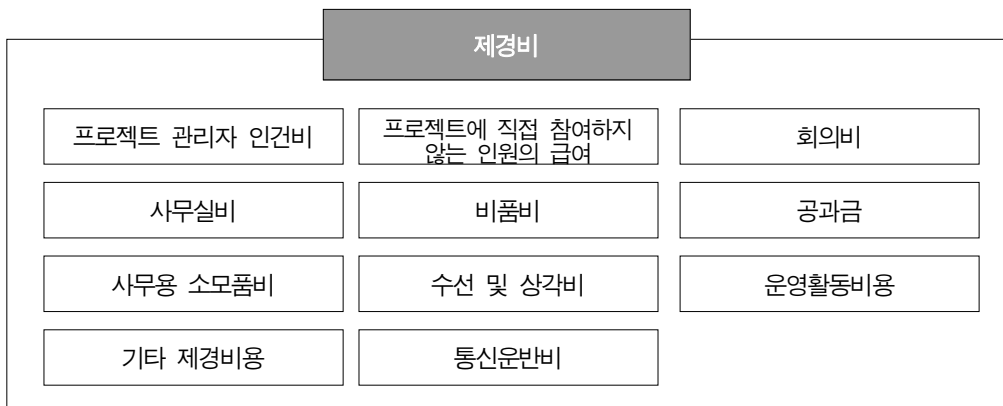 제경비
프로젝트 관리자 인건비
프로젝트에 직접 참여하지
않는 인원의 급여
회의비
사무실비
비품비
공과금
사무용 소모품비
수선 및 상각비
운영활동비용
기타 제경비용
통신운반비